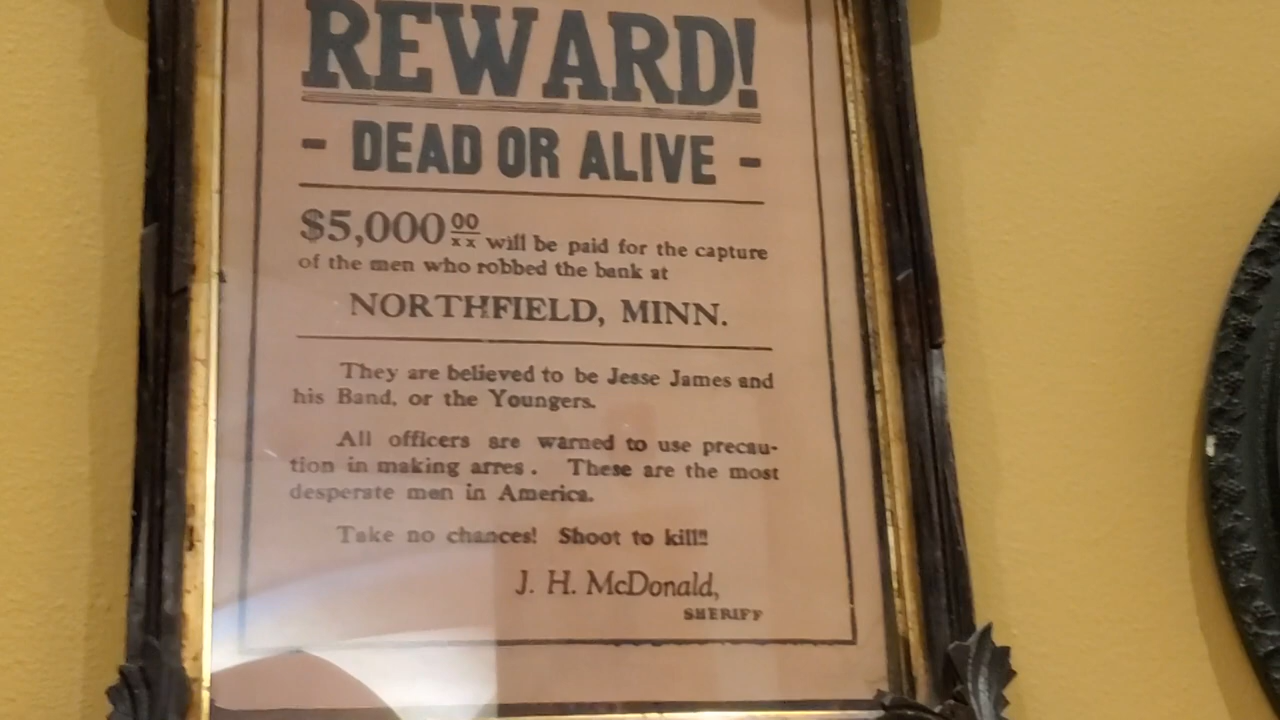 REWARD!
- DEAD OR ALIVE -
$5,000 00/xx will be paid for the capture
of the men who robbed the bank at
NORTHFIELD, MINN.
They are believed to be Jesse James and
his Band, or the Youngers.
All officers are warned to use precau-
tion in making arres . These are the most
desperate men in America.
Take no chances! Shoot to kill!!
J. H. McDonald,
SHERIFF